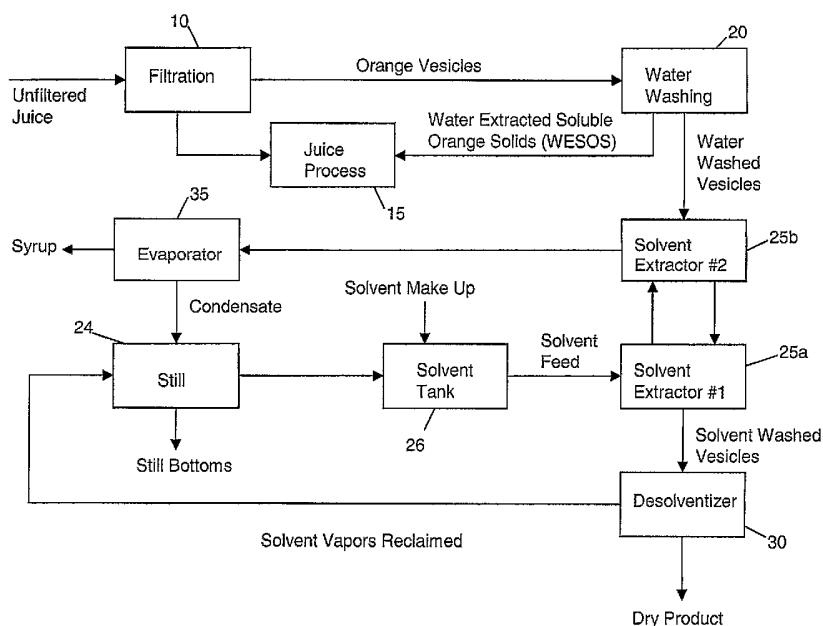 10
20
Filtration
Orange Vesicles
Water
Washing
Unfiltered
Juice
Water Extracted Soluble
Orange Solids (WESOS)
Juice
Process
15
Water
Washed
Vesicles
35
Syrup
Evaporator
Solvent
Extractor #2
25b
Condensate
Solvent Make Up
24
Still
Solvent
Tank
26
Solvent
Feed
Solvent
Extractor #1
25a
Still Bottoms
Solvent Washed
Vesicles
Desolventizer
30
Solvent Vapors Reclaimed
Dry Product